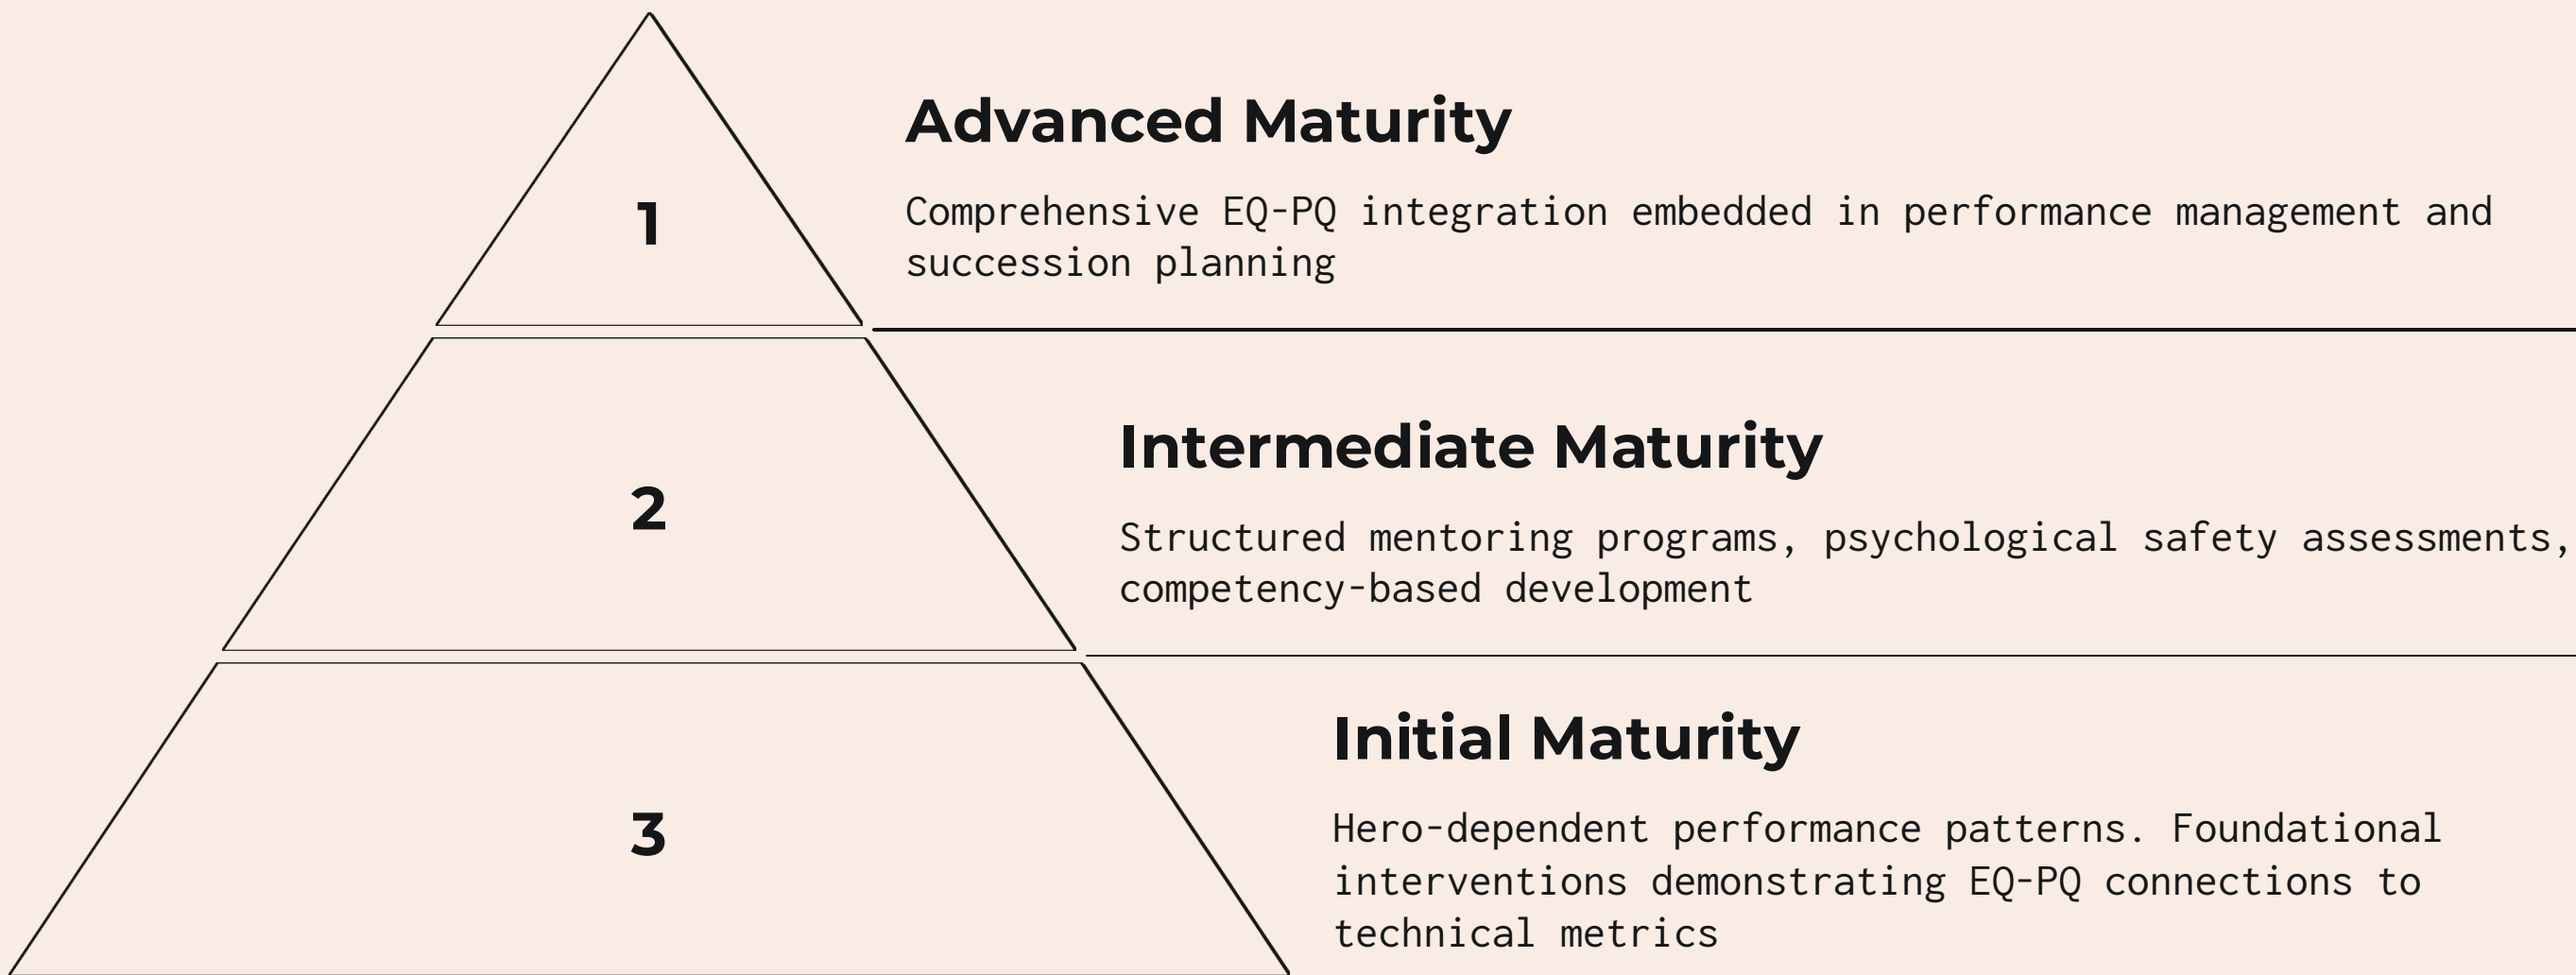 1
Advanced Maturity
Comprehensive EQ-PQ integration embedded in performance management and
succession planning
2
Intermediate Maturity
Structured mentoring programs, psychological safety assessments,
competency-based development
3
Initial Maturity
Hero-dependent performance patterns. Foundational
interventions demonstrating EQ-PQ connections to
technical metrics